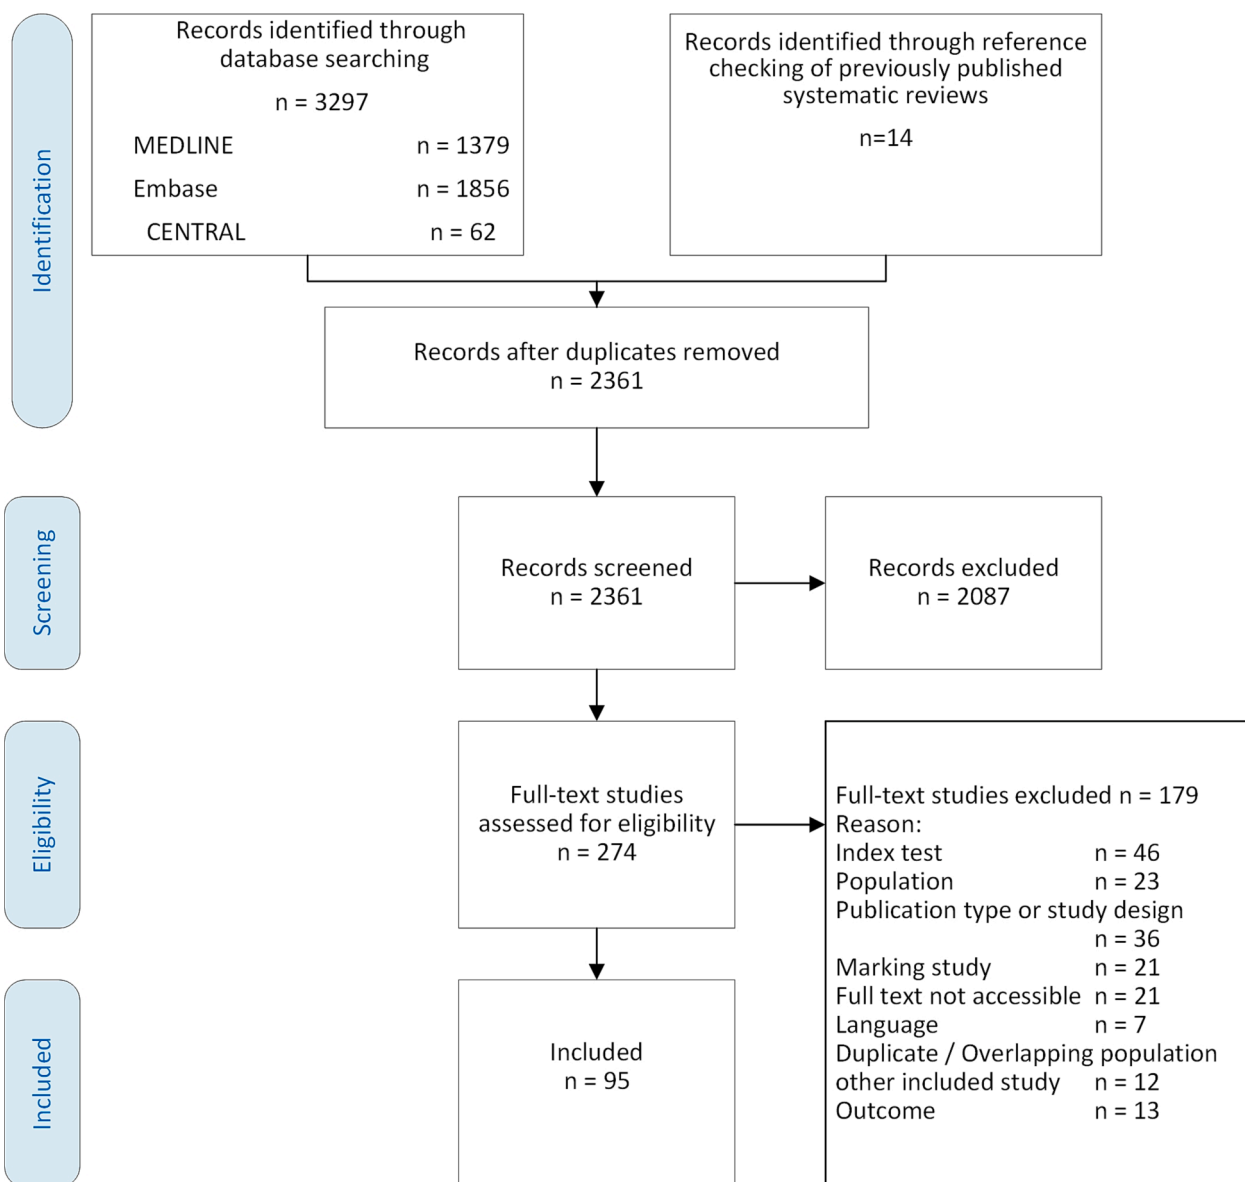 Identification
Records identified through
database searching
n = 3297
MEDLINE n = 1379
Embase n = 1856
CENTRAL n = 62
Records identified through reference
checking of previously published
systematic reviews
n=14
Records after duplicates removed
n = 2361
Screening
Records screened
n = 2361
Records excluded
n = 2087
Eligibility
Full-text studies
assessed for eligibility
n = 274
Full-text studies excluded n = 179
Reason:
Index test n = 46
Population n = 23
Publication type or study design
n = 36
Marking study n = 21
Full text not accessible n = 21
Language n = 7
Duplicate / Overlapping population
other included study n = 12
Outcome n = 13
Included
Included
n = 95